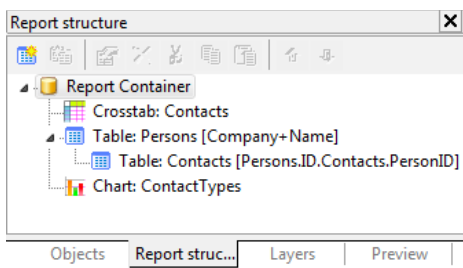 Report structure
Report Container
Crosstab: Contacts
Table: Persons [Company+Name]
Table: Contacts [Persons.ID.Contacts.PersonID]
Chart: ContactTypes
Objects Report struc... Layers Preview